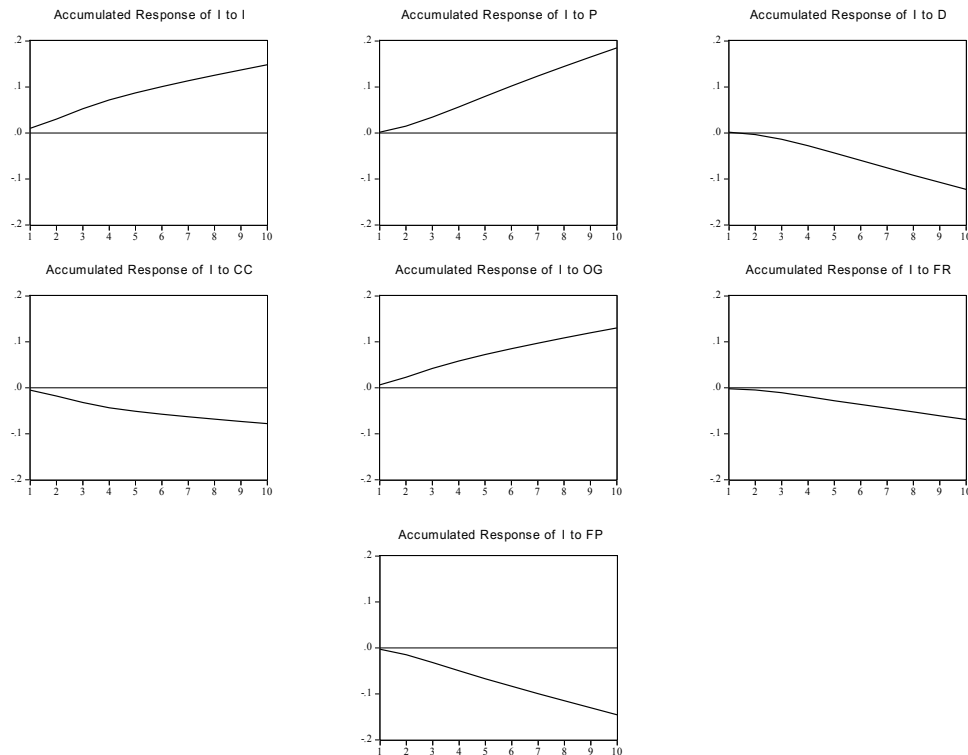 Accumulated Response of I to I
.2
.1
.0
-.1
-.2
1 2 3 4 5 6 7 8 9 10
Accumulated Response of I to P
.2
.1
.0
-.1
-.2
1 2 3 4 5 6 7 8 9 10
Accumulated Response of I to D
.2
.1
.0
-.1
-.2
1 2 3 4 5 6 7 8 9 10
Accumulated Response of I to CC
.2
.1
.0
-.1
-.2
1 2 3 4 5 6 7 8 9 10
Accumulated Response of I to OG
.2
.1
.0
-.1
-.2
1 2 3 4 5 6 7 8 9 10
Accumulated Response of I to FR
.2
.1
.0
-.1
-.2
1 2 3 4 5 6 7 8 9 10
Accumulated Response of I to FP
.2
.1
.0
-.1
-.2
1 2 3 4 5 6 7 8 9 10